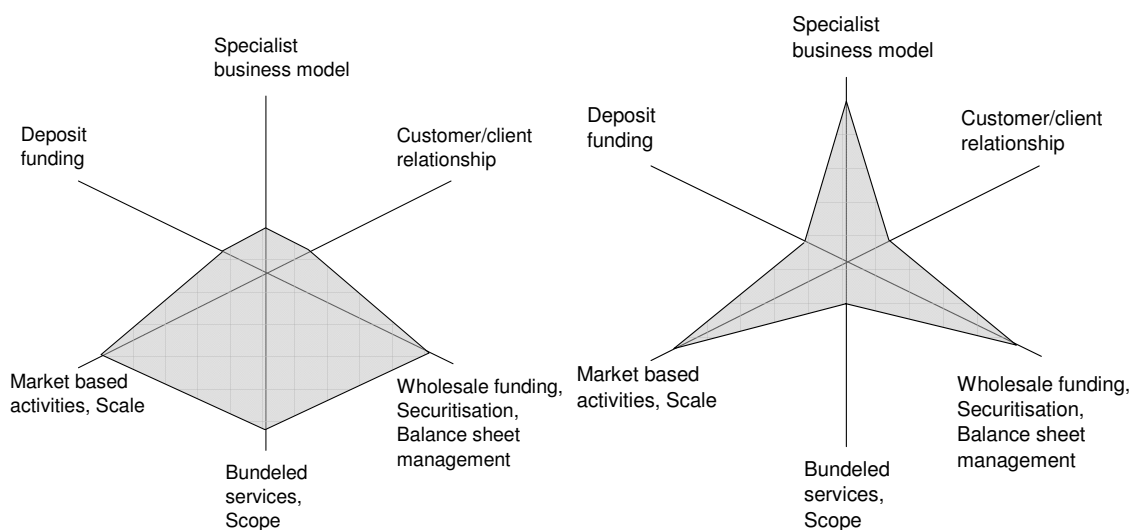 Specialist
business model
Deposit
funding
Customer/client
relationship
Market based
activities, Scale
Wholesale funding,
Securitisation,
Balance sheet
management
Bundeled
services,
Scope
Specialist
business model
Deposit
funding
Customer/client
relationship
Market based
activities, Scale
Wholesale funding,
Securitisation,
Balance sheet
management
Bundeled
services,
Scope